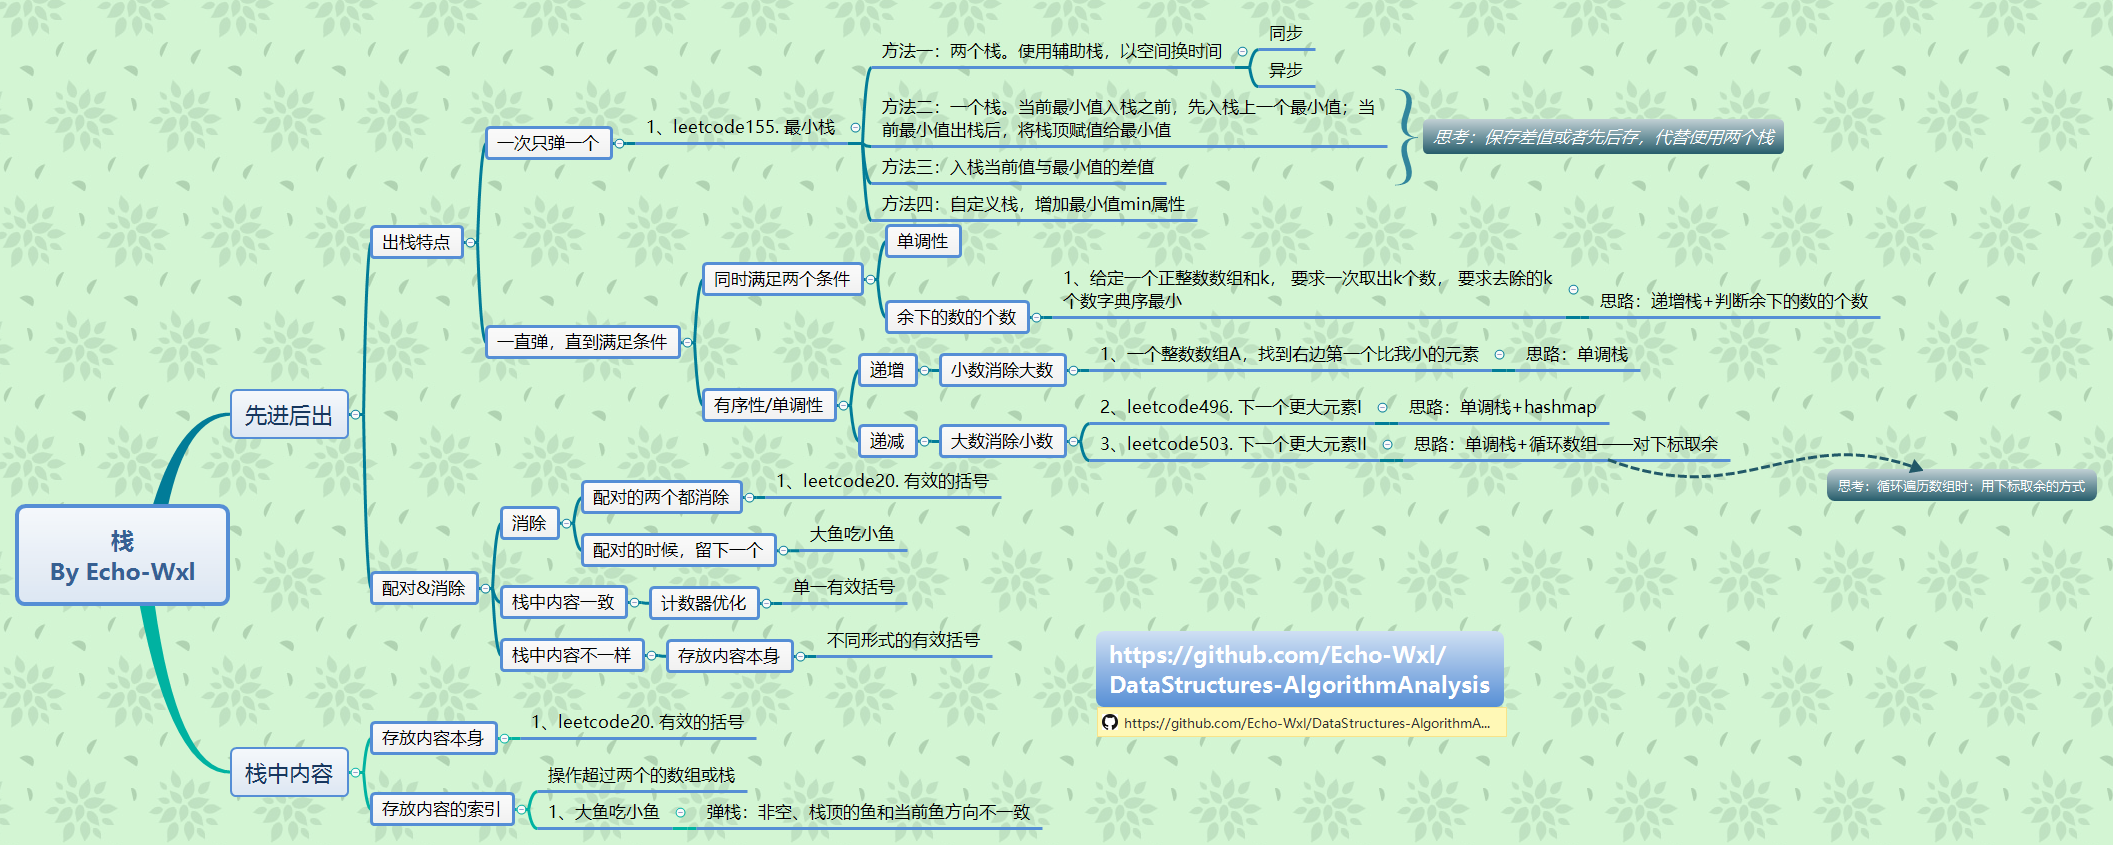 栈
By Echo-Wxl
先进后出
出栈特点
一次只弹一个
1、leetcode155. 最小栈
方法一：两个栈。使用辅助栈，以空间换时间
同步
异步
方法二：一个栈。当前最小值入栈之前，先入栈上一个最小值；当
前最小值出栈后，将栈顶赋值给最小值
方法三：入栈当前值与最小值的差值
方法四：自定义栈，增加最小值min属性
思考：保存差值或者先后存，代替使用两个栈
一直弹，直到满足条件
同时满足两个条件
单调性
余下的数的个数
1、给定一个正整数数组和k， 要求一次取出k个数， 要求去除的k
个数字典序最小
思路：递增栈+判断余下的数的个数
有序性/单调性
递增
小数消除大数
1、一个整数数组A，找到右边第一个比我小的元素
思路：单调栈
递减
大数消除小数
2、leetcode496. 下一个更大元素I
思路：单调栈+hashmap
3、leetcode503. 下一个更大元素II
思路：单调栈+循环数组——对下标取余
思考：循环遍历数组时：用下标取余的方式
配对&消除
消除
配对的两个都消除
1、leetcode20. 有效的括号
配对的时候，留下一个
大鱼吃小鱼
栈中内容一致
计数器优化
单一有效括号
栈中内容不一样
存放内容本身
不同形式的有效括号
栈中内容
存放内容本身
1、leetcode20. 有效的括号
存放内容的索引
操作超过两个的数组或栈
1、大鱼吃小鱼
弹栈：非空、栈顶的鱼和当前鱼方向不一致
https://github.com/Echo-Wxl/
DataStructures-AlgorithmAnalysis
https://github.com/Echo-Wxl/DataStructures-AlgorithmA...